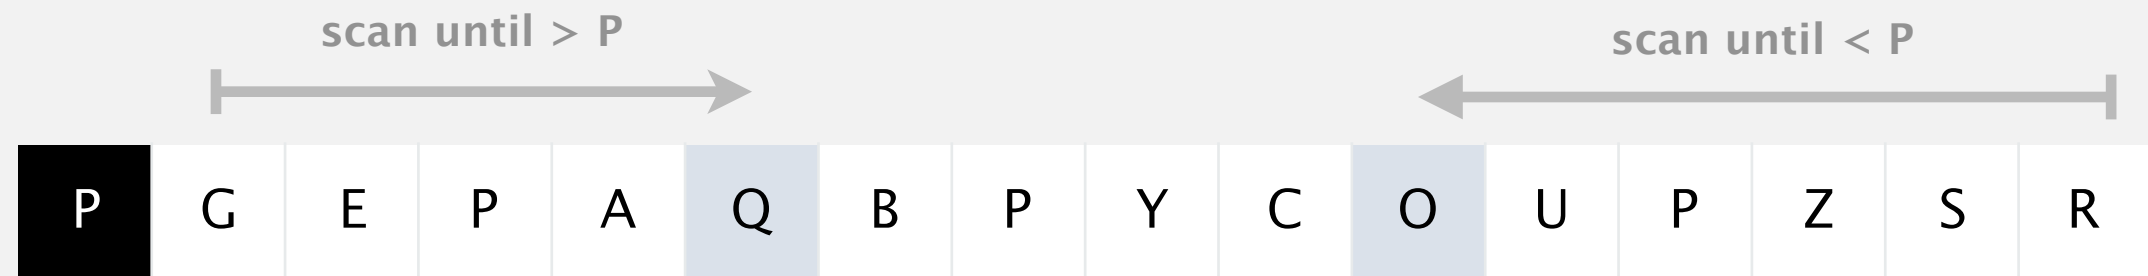 scan until > P
scan until < P
P G E P A Q B P Y C O U P Z S R